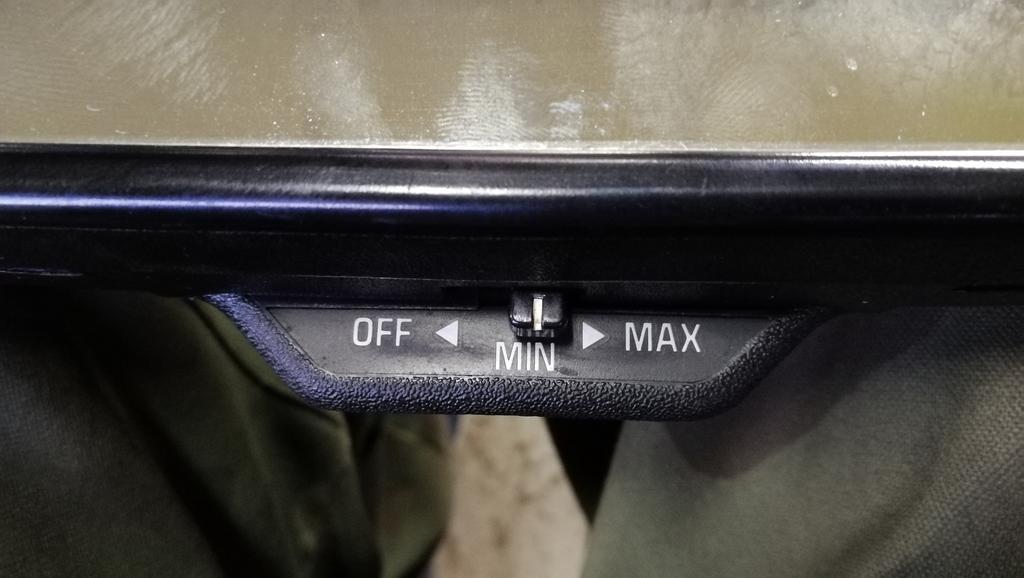 OFF ◀ ▶ MAX
MIN